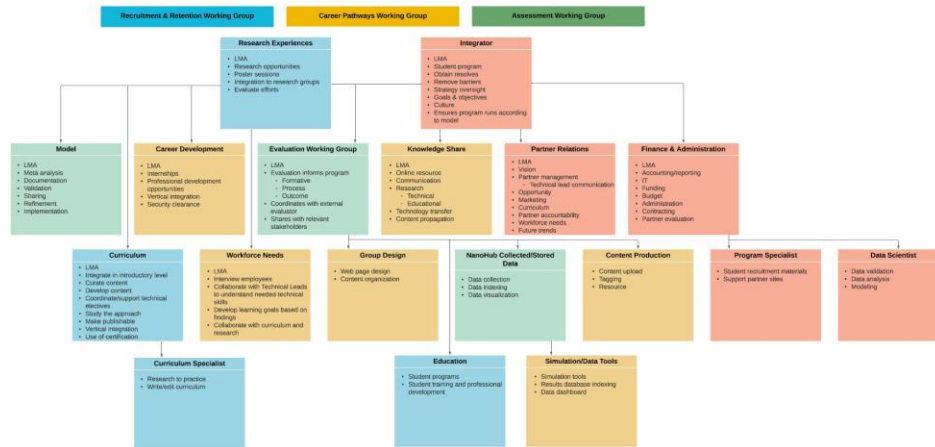 Recruitment & Retention Working Group
Career Pathways Working Group
Assessment Working Group
Research Experiences
• LMA
• Research opportunities
• Poster sessions
• Integration to research groups
• Evaluate efforts
Integrator
• LMA
• Student program
• Obtain resolves
• Remove barriers
• Strategy oversight
• Goals & objectives
• Culture
• Ensures program runs according
to model
Model
• LMA
• Meta analysis
• Documentation
• Validation
• Sharing
• Refinement
• Implementation
Career Development
• LMA
• Internships
• Professional development
opportunities
• Vertical integration
• Security clearance
Evaluation Working Group
• LMA
• Evaluation informs program
- Formative
- Process
- Outcome
• Coordinates with external
evaluator
• Shares with relevant
stakeholders
Knowledge Share
• LMA
• Online resource
• Communication
• Research
- Technical
- Educational
• Technology transfer
• Content propagation
Partner Relations
• LMA
• Vision
• Partner management
- Technical lead communication
• Opportunity
• Marketing
• Curriculum
• Partner accountability
• Workforce needs
• Future trends
Finance & Administration
• LMA
• Accounting/reporting
• IT
• Funding
• Budget
• Administration
• Contracting
• Partner evaluation
Curriculum
• LMA
• Integrate in introductory level
• Curate content
• Develop content
• Coordinate/support technical
electives
• Study the approach
• Make publishable
• Vertical integration
• Use of certification
Workforce Needs
• LMA
• Interview employees
• Collaborate with Technical Leads
to understand needed technical
skills
• Develop learning goals based on
findings
• Collaborate with curriculum and
research
Group Design
• Web page design
• Content organization
NanoHub Collected/Stored
Data
• Data collection
• Data indexing
• Data visualization
Content Production
• Content upload
• Tagging
• Resource
Program Specialist
• Student recruitment materials
• Support partner sites
Data Scientist
• Data validation
• Data analysis
• Modeling
Curriculum Specialist
• Research to practice
• Write/edit curriculum
Education
• Student programs
• Student training and professional
development
Simulation/Data Tools
• Simulation tools
• Results database indexing
• Data dashboard